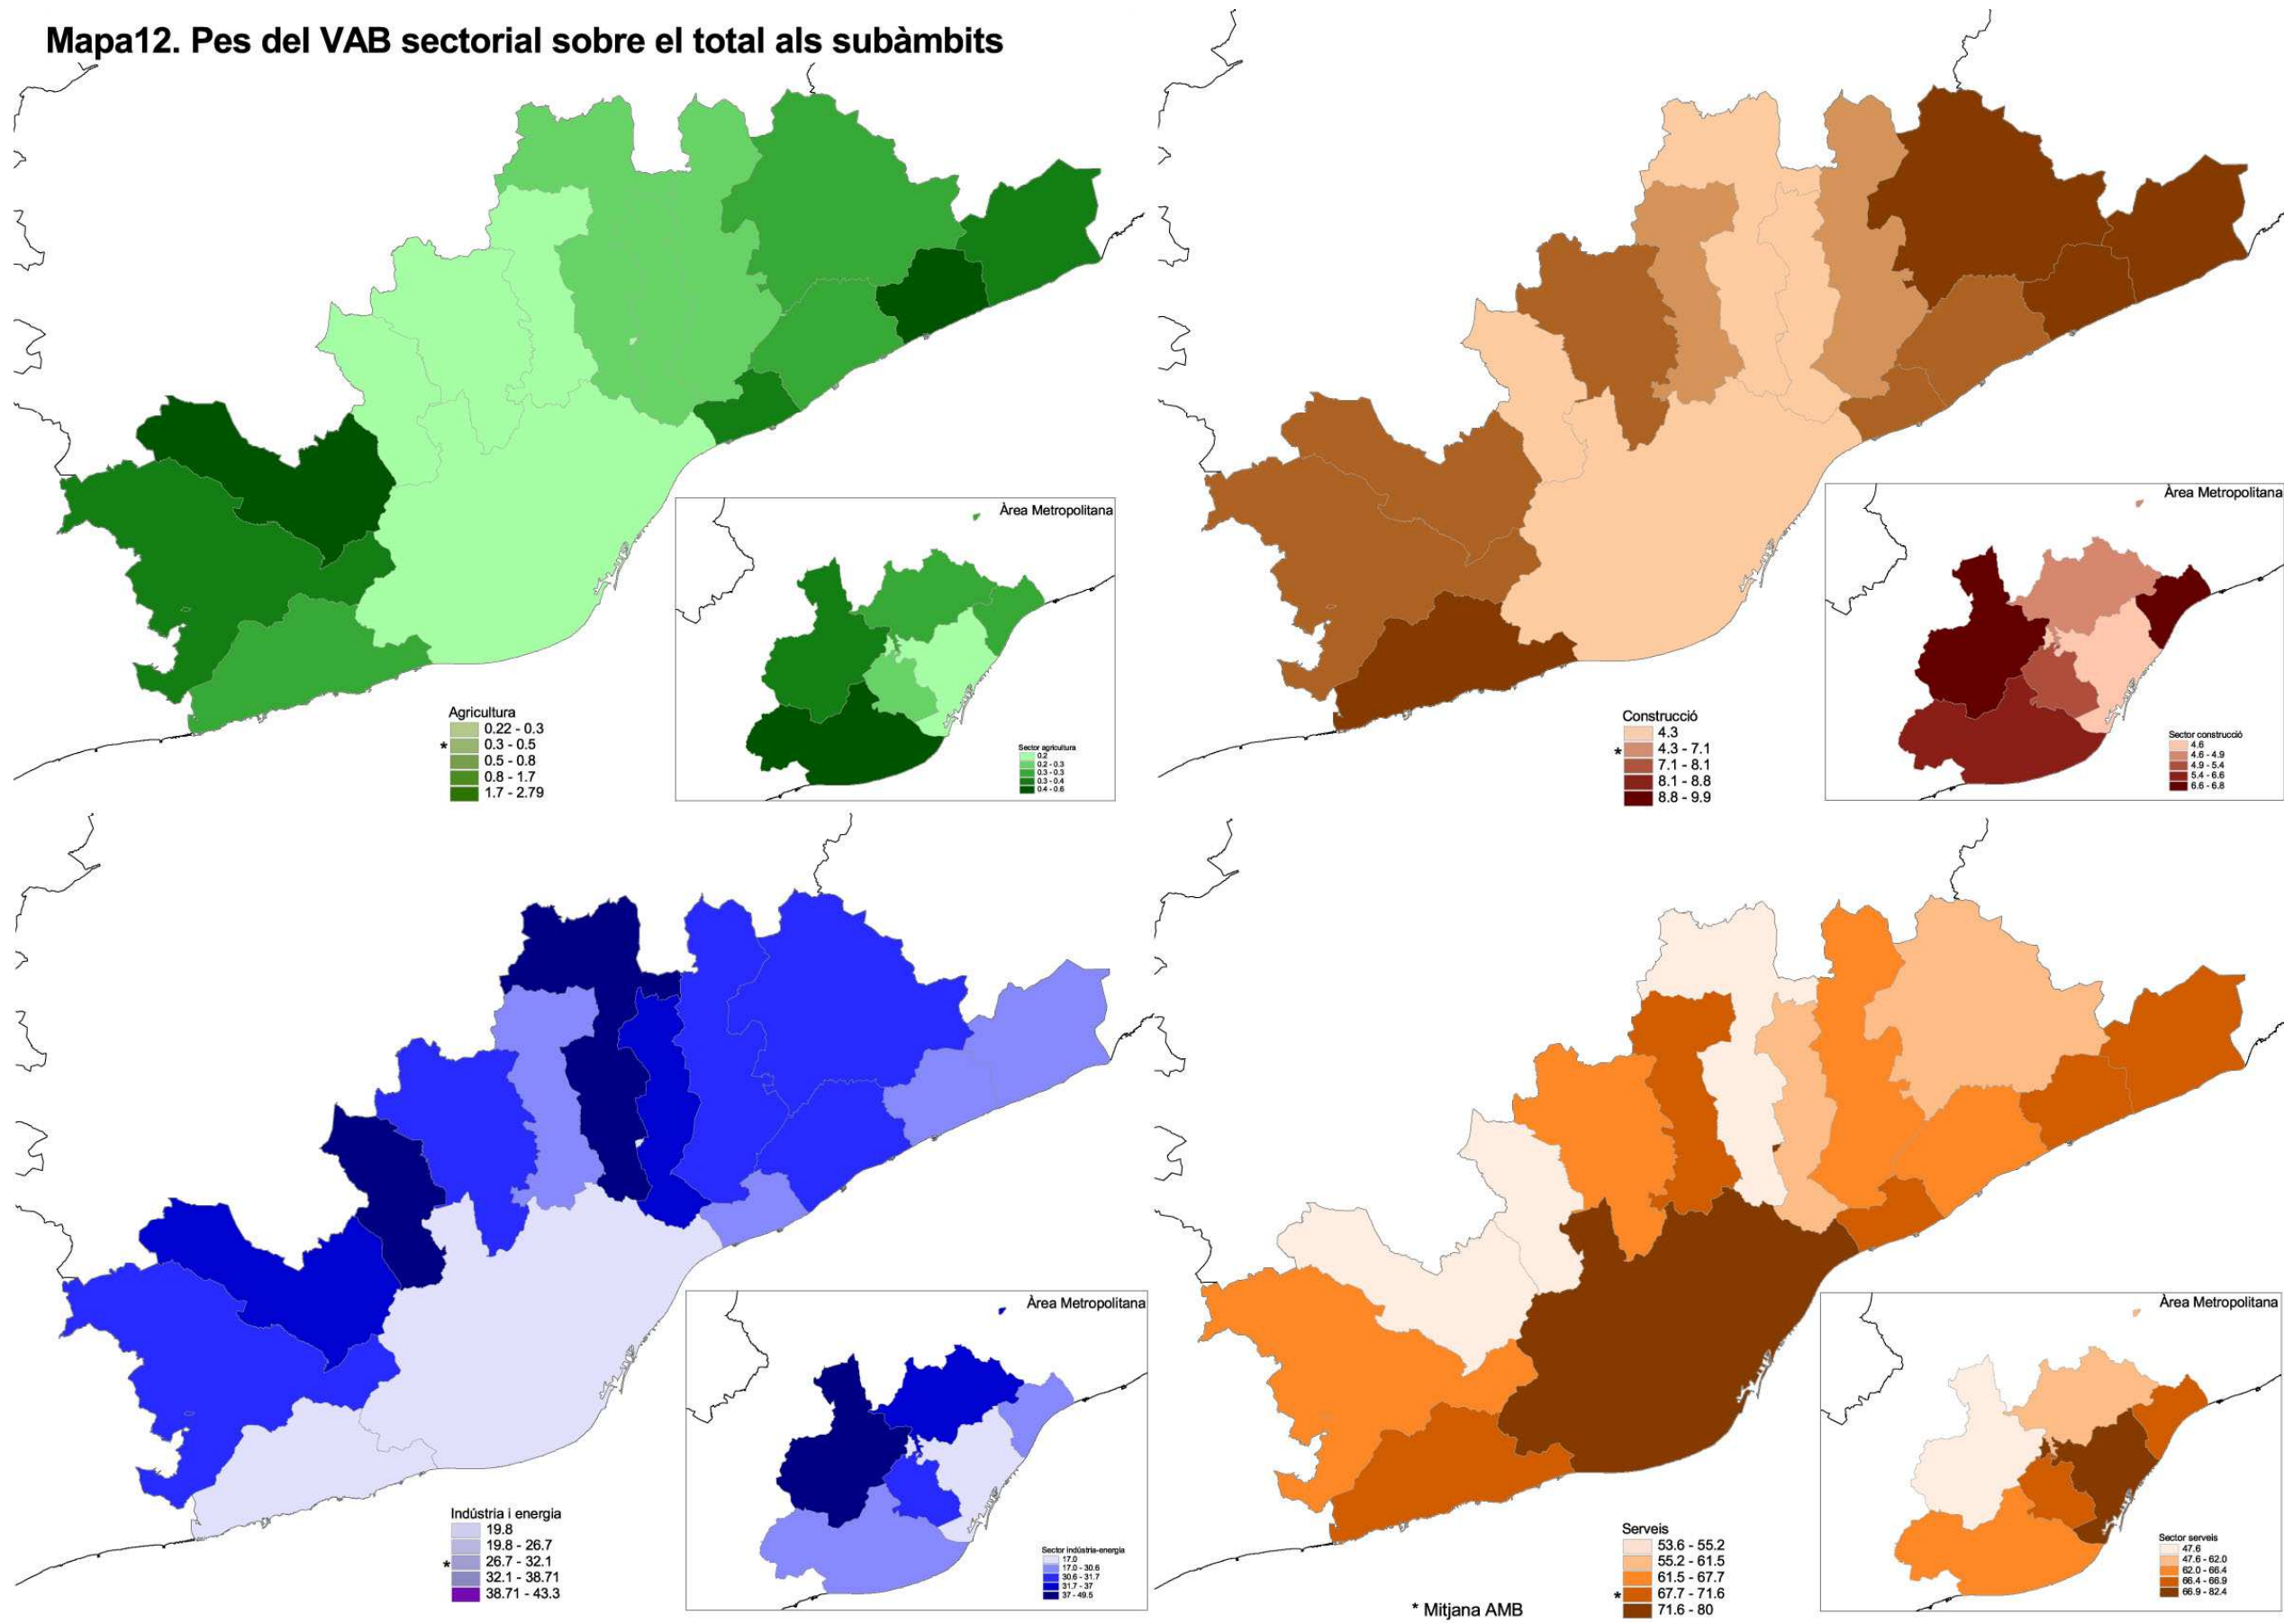 Mapa12. Pes del VAB sectorial sobre el total als subàmbits
Àrea Metropolitana
Agricultura
0.22 - 0.3
* 0.3 - 0.5
0.5 - 0.8
0.8 - 1.7
1.7 - 2.79
Sector agricultura
0.2
0.2 - 0.3
0.3 - 0.3
0.3 - 0.4
0.4 - 0.6
Àrea Metropolitana
Construcció
4.3
* 4.3 - 7.1
7.1 - 8.1
8.1 - 8.8
8.8 - 9.9
Sector construcció
4.6
4.6 - 4.9
4.9 - 5.4
5.4 - 6.6
6.6 - 6.8
Àrea Metropolitana
Indústria i energia
19.8
19.8 - 26.7
* 26.7 - 32.1
32.1 - 38.71
38.71 - 43.3
Sector indústria-energia
17.0
17.0 - 30.6
30.6 - 31.7
31.7 - 37
37 - 49.5
Àrea Metropolitana
Serveis
53.6 - 55.2
55.2 - 61.5
61.5 - 67.7
* 67.7 - 71.6
71.6 - 80
Sector serveis
47.6
47.6 - 62.0
62.0 - 66.4
66.4 - 66.9
66.9 - 82.4
* Mitjana AMB